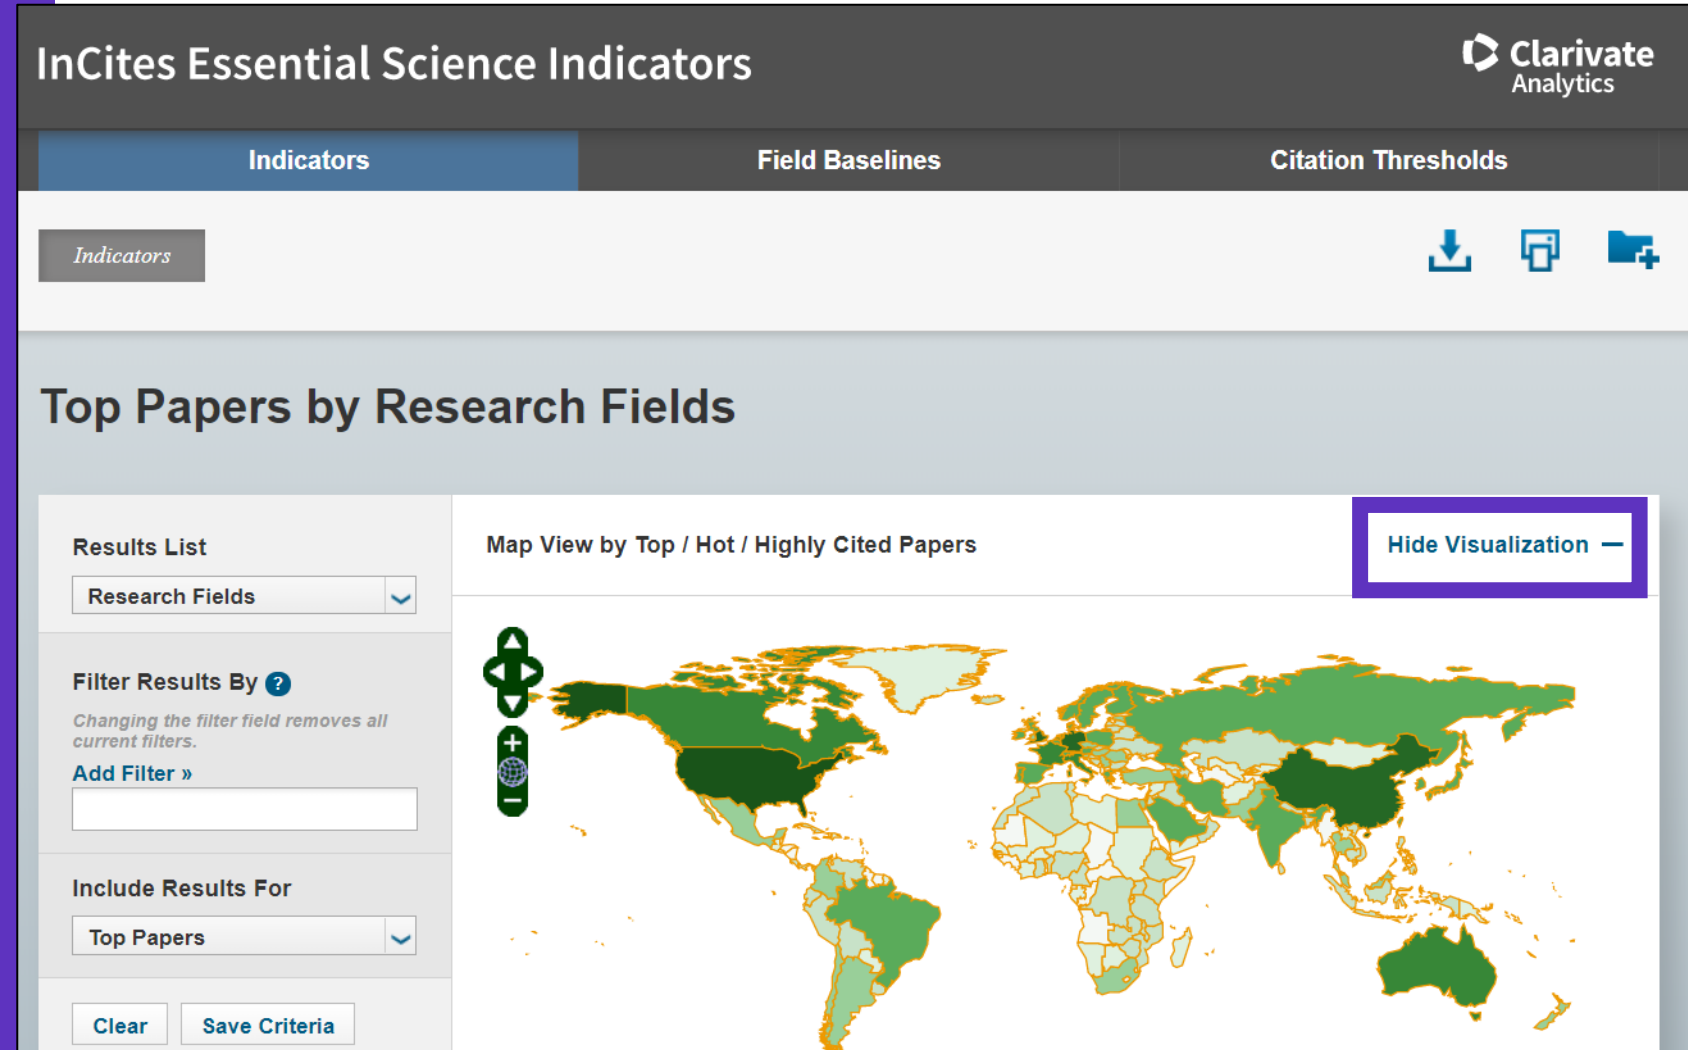 InCites Essential Science Indicators
Clarivate
Analytics
Indicators
Field Baselines
Citation Thresholds
Indicators
Top Papers by Research Fields
Results List
Research Fields
Filter Results By ?
Changing the filter field removes all
current filters.
Add Filter »
Include Results For
Top Papers
Clear
Save Criteria
Map View by Top / Hot / Highly Cited Papers
Hide Visualization —